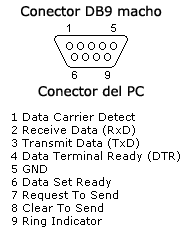 Conector DB9 macho
1 5
6 9
Conector del PC
1 Data Carrier Detect
2 Receive Data (RxD)
3 Transmit Data (TxD)
4 Data Terminal Ready (DTR)
5 GND
6 Data Set Ready
7 Request To Send
8 Clear To Send
9 Ring Indicator